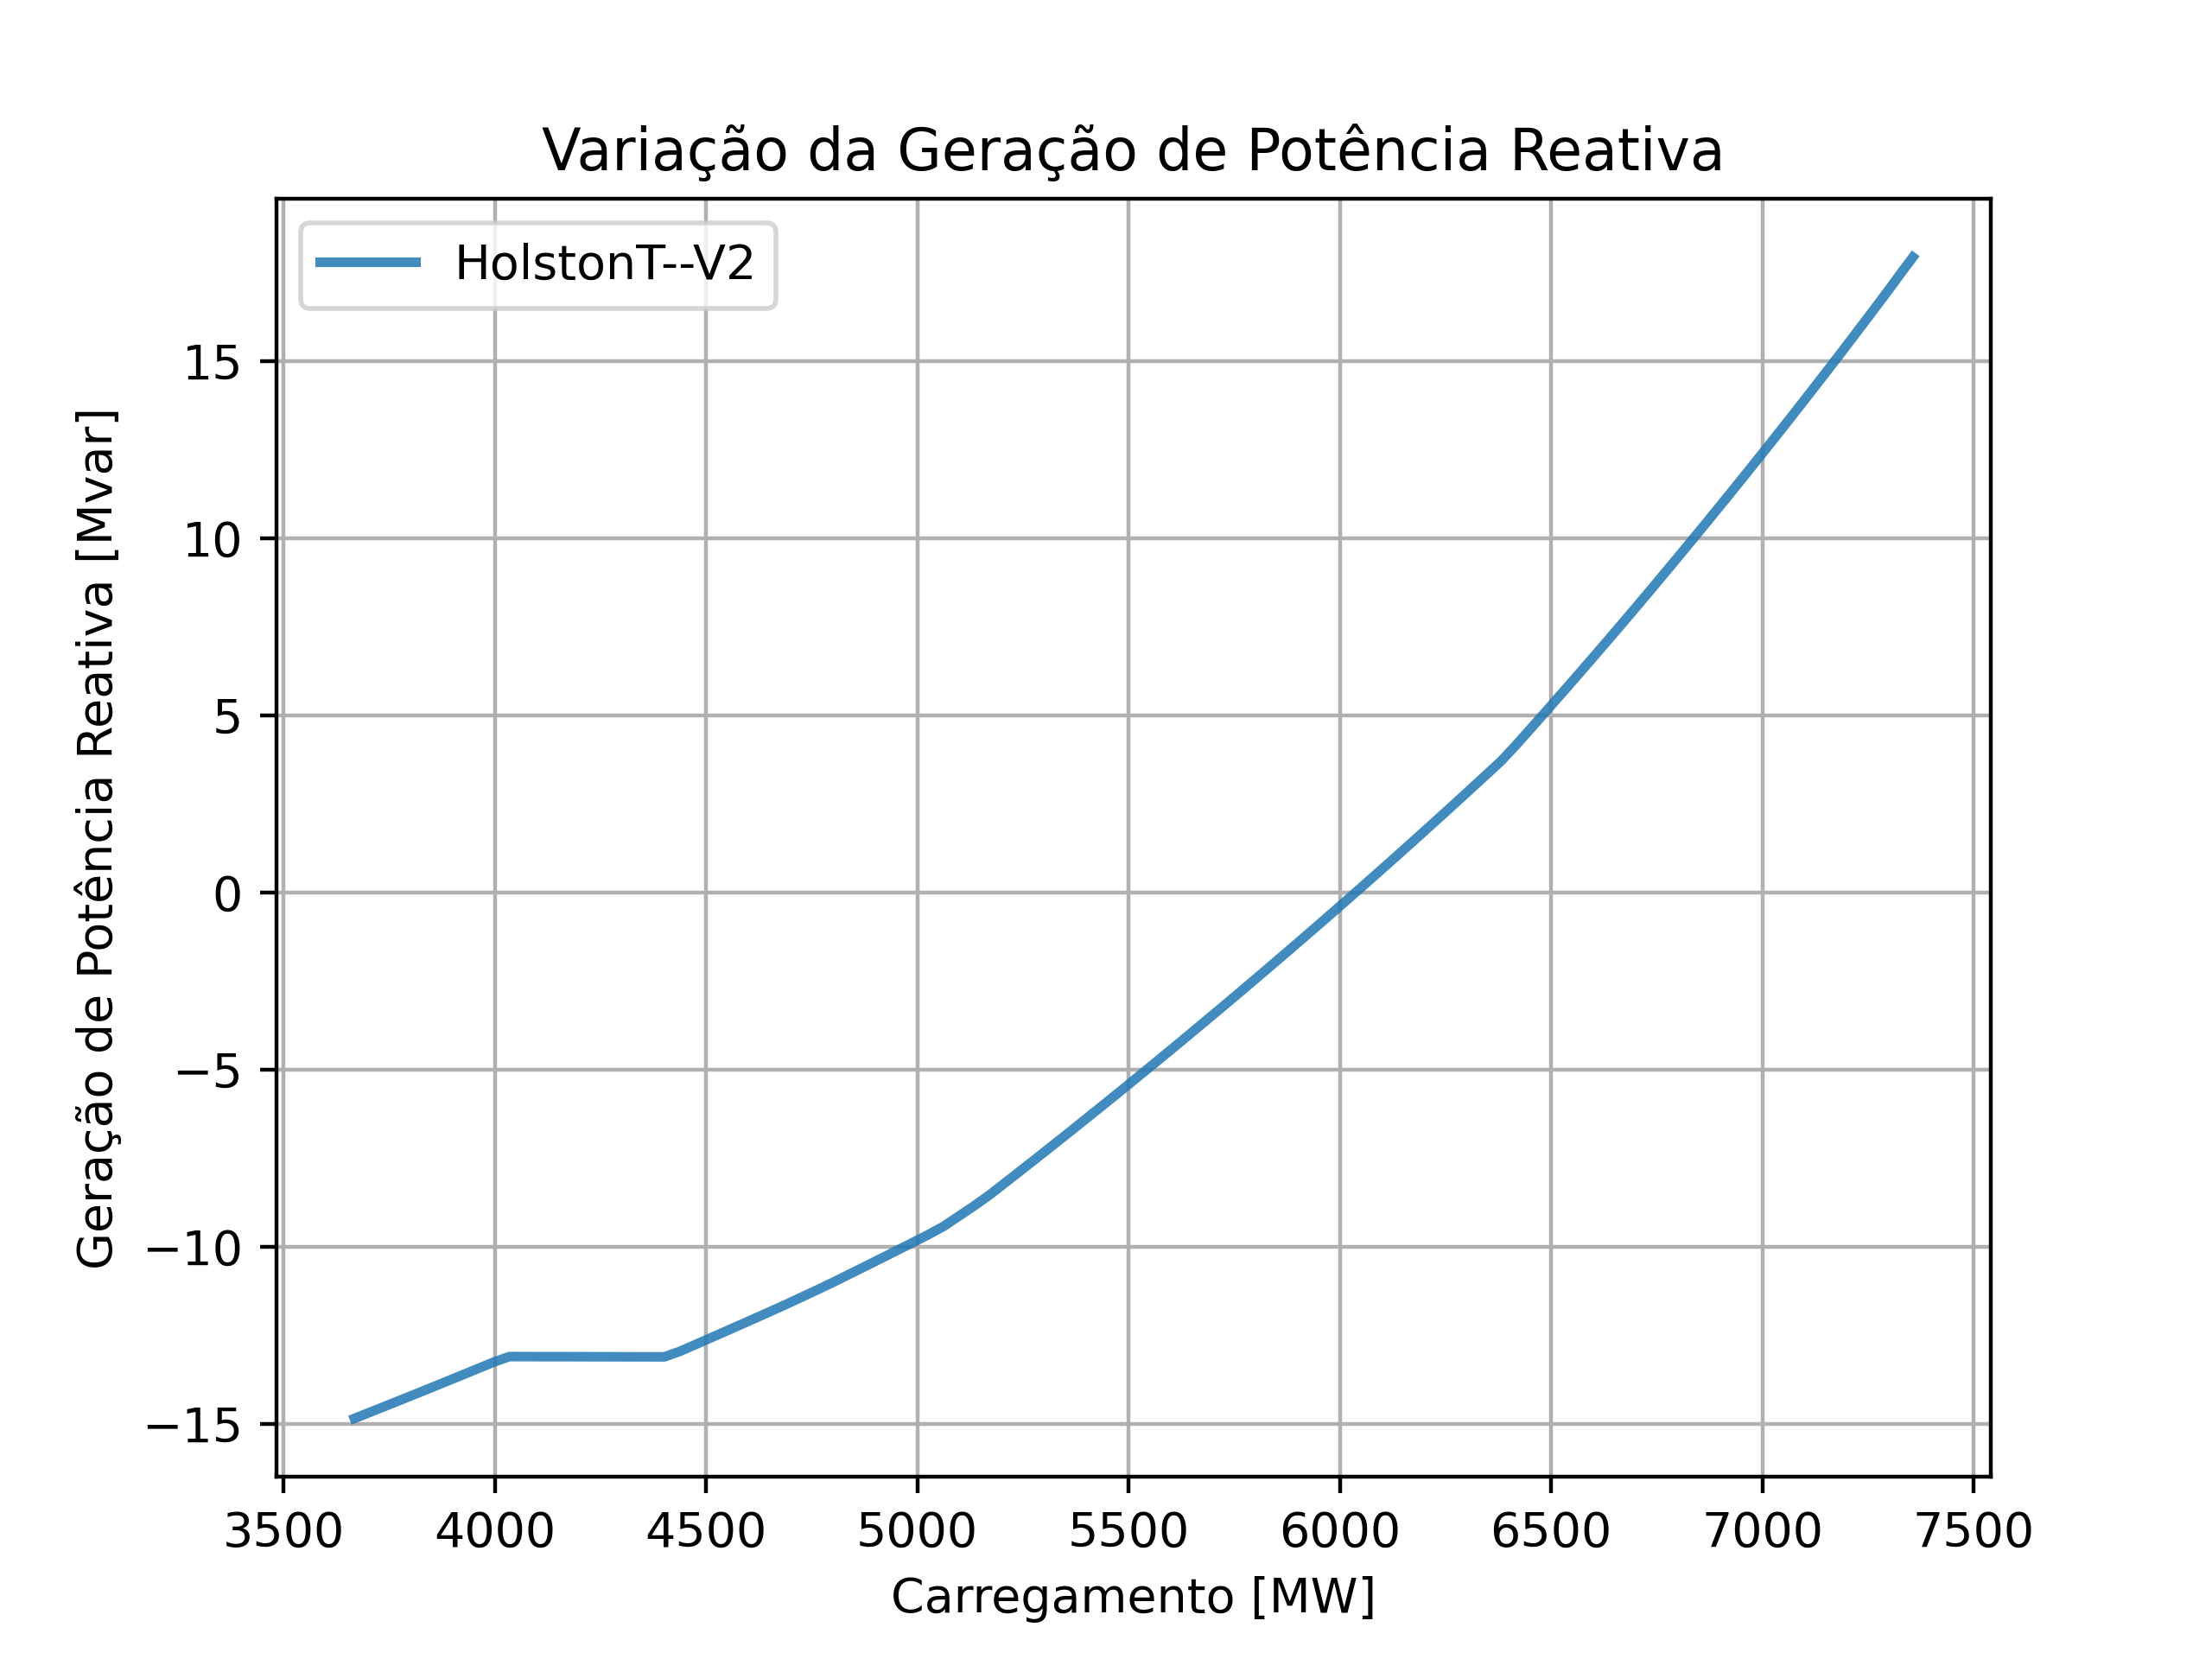 Variação da Geração de Potência Reativa
HolstonT--V2
Geração de Potência Reativa [Mvar]
15
10
5
0
−5
−10
−15
3500 4000 4500 5000 5500 6000 6500 7000 7500
Carregamento [MW]